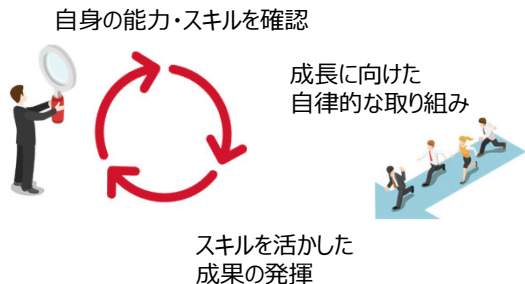 自身の能力・スキルを確認
成長に向けた
自律的な取り組み
スキルを活かした
成果の発揮